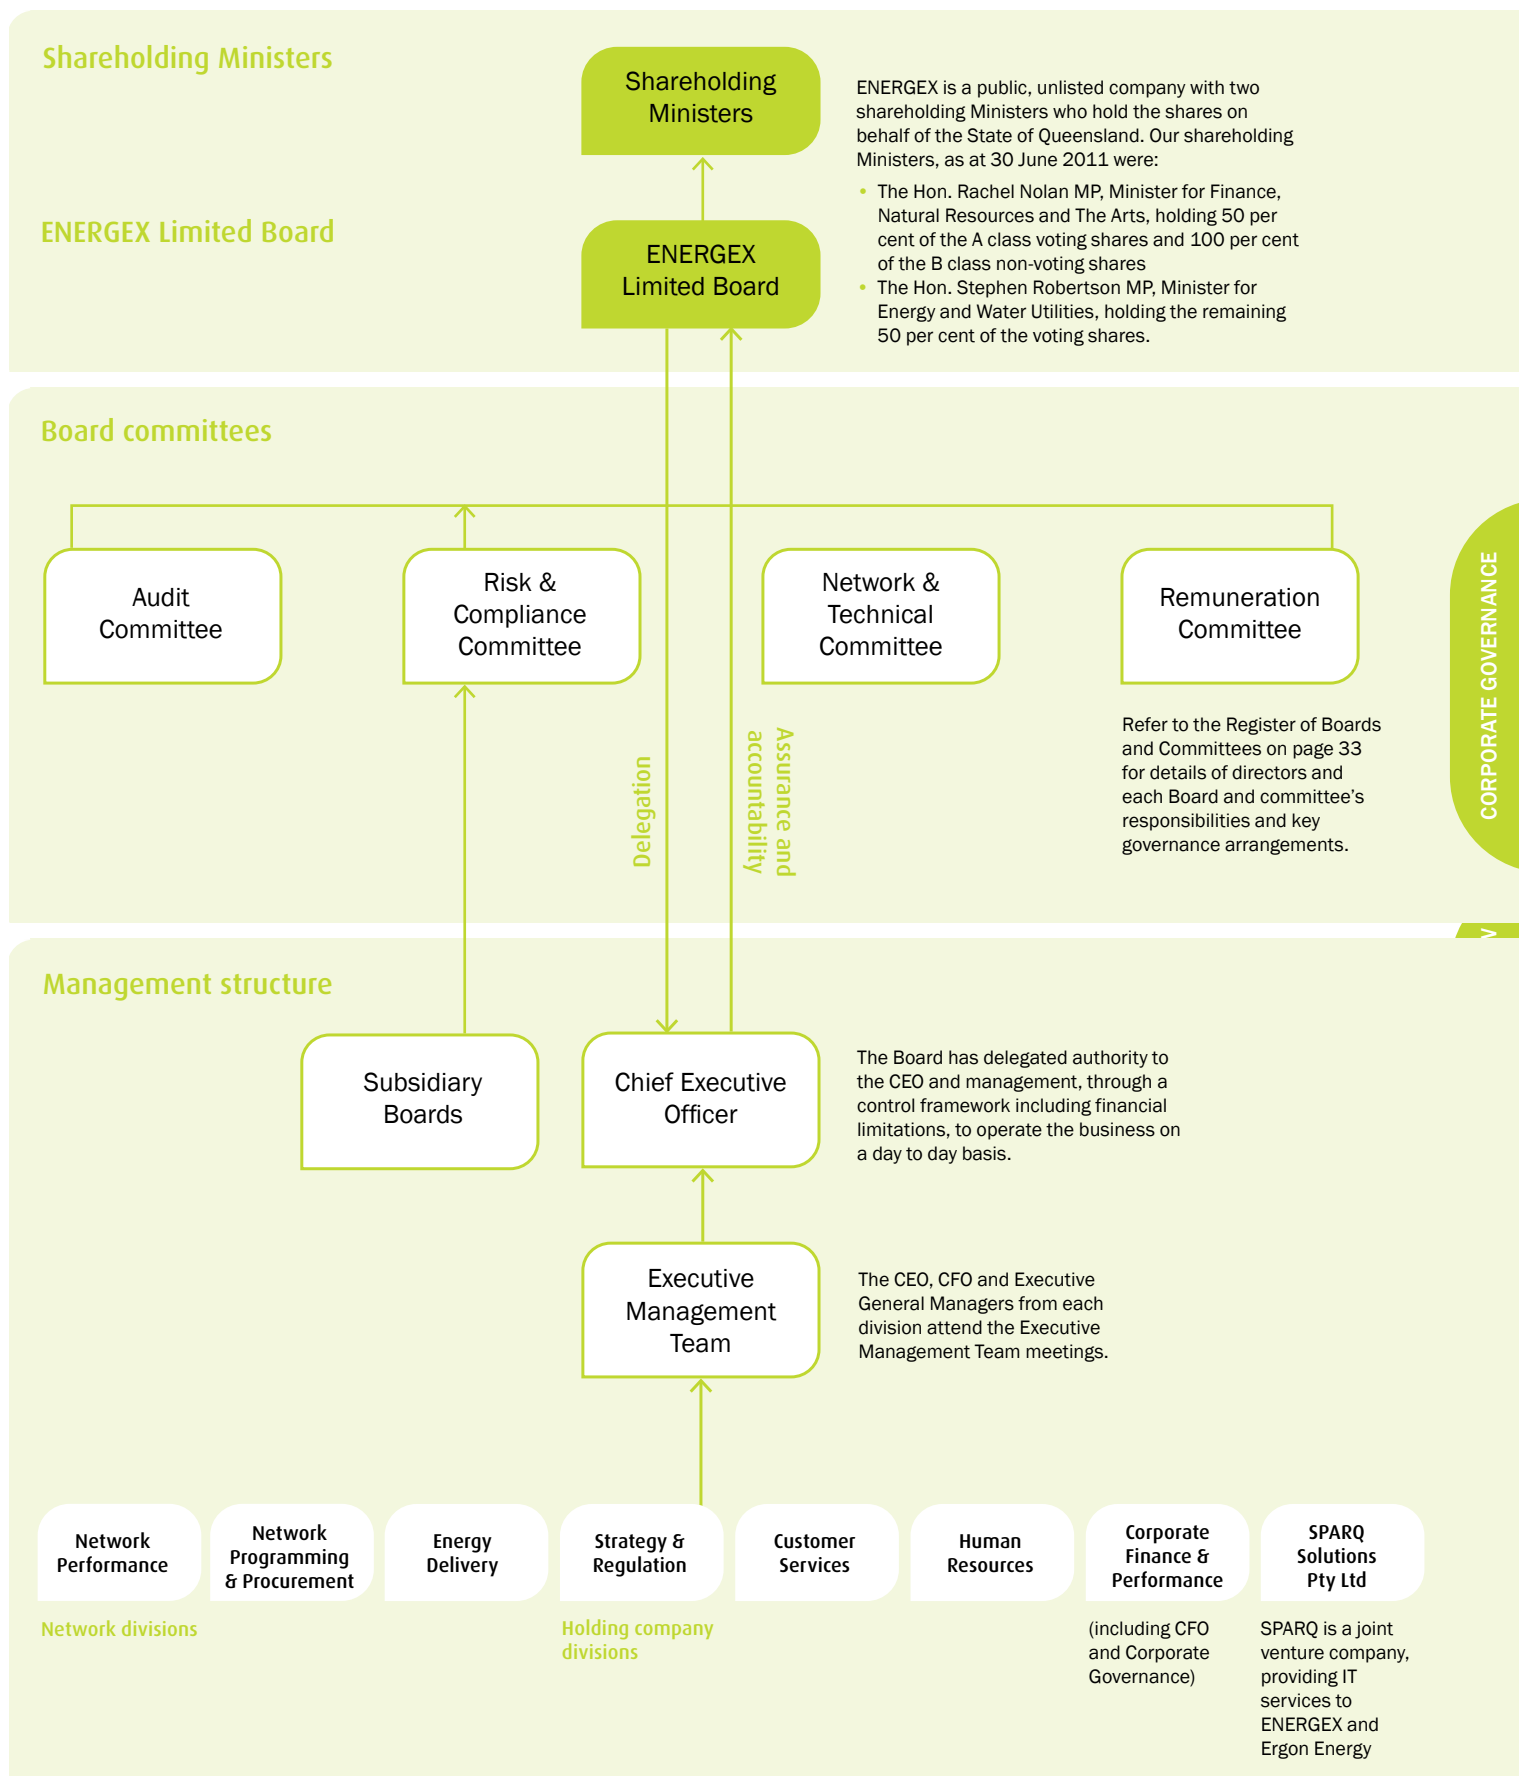 Shareholding Ministers
Shareholding
Ministers
ENERGEX is a public, unlisted company with two
shareholding Ministers who hold the shares on
behalf of the State of Queensland. Our shareholding
Ministers, as at 30 June 2011 were:
• The Hon. Rachel Nolan MP, Minister for Finance,
Natural Resources and The Arts, holding 50 per
cent of the A class voting shares and 100 per cent
of the B class non-voting shares
• The Hon. Stephen Robertson MP, Minister for
Energy and Water Utilities, holding the remaining
50 per cent of the voting shares.
ENERGEX Limited Board
ENERGEX
Limited Board
Board committees
Audit
Committee
Risk &
Compliance
Committee
Network &
Technical
Committee
Remuneration
Committee
CORPORATE GOVERNANCE
Refer to the Register of Boards
and Committees on page 33
for details of directors and
each Board and committee's
responsibilities and key
governance arrangements.
Delegation
Assurance and
accountability
Management structure
Subsidiary
Boards
Chief Executive
Officer
The Board has delegated authority to
the CEO and management, through a
control framework including financial
limitations, to operate the business on
a day to day basis.
Executive
Management
Team
The CEO, CFO and Executive
General Managers from each
division attend the Executive
Management Team meetings.
Network
Performance
Network
Programming
& Procurement
Energy
Delivery
Strategy &
Regulation
Customer
Services
Human
Resources
Corporate
Finance &
Performance
SPARQ
Solutions
Pty Ltd
Network divisions
Holding company
divisions
(including CFO
and Corporate
Governance)
SPARQ is a joint
venture company,
providing IT
services to
ENERGEX and
Ergon Energy